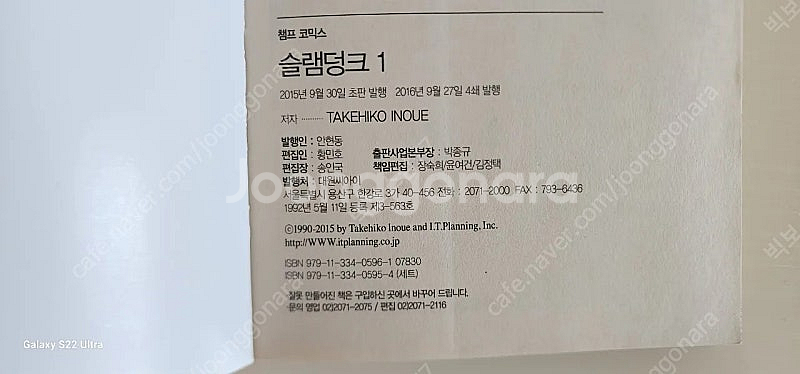 챔프 코믹스
슬램덩크 1
2015년 9월 30일 초판 발행 2016년 9월 27일 4쇄 발행
저자 ·········· TAKEHIKO INOUE
발행인 : 안현동
편집인 : 황민호 출판사업본부장 : 박종규
편집장 : 송인국 책임편집 : 장숙희/윤여건/김정택
발행처 : 대원씨아이
서울특별시 용산구 한강로 3가 40-456 전화 : 2071-2000 FAX : 793-6436
1992년 5월 11일 등록 제3-563호
ⓒ1990-2015 by Takehiko Inoue and I.T.Planning, Inc.
http://WWW.itplanning.co.jp
ISBN 979-11-334-0596-1 07830
ISBN 979-11-334-0595-4 (세트)
잘못 만들어진 책은 구입하신 곳에서 바꾸어 드립니다.
문의 영업 02)2071-2075 / 편집 02)2071-2116
Joonggonara
cafe.naver.com/joonggonara
Galaxy S22 Ultra